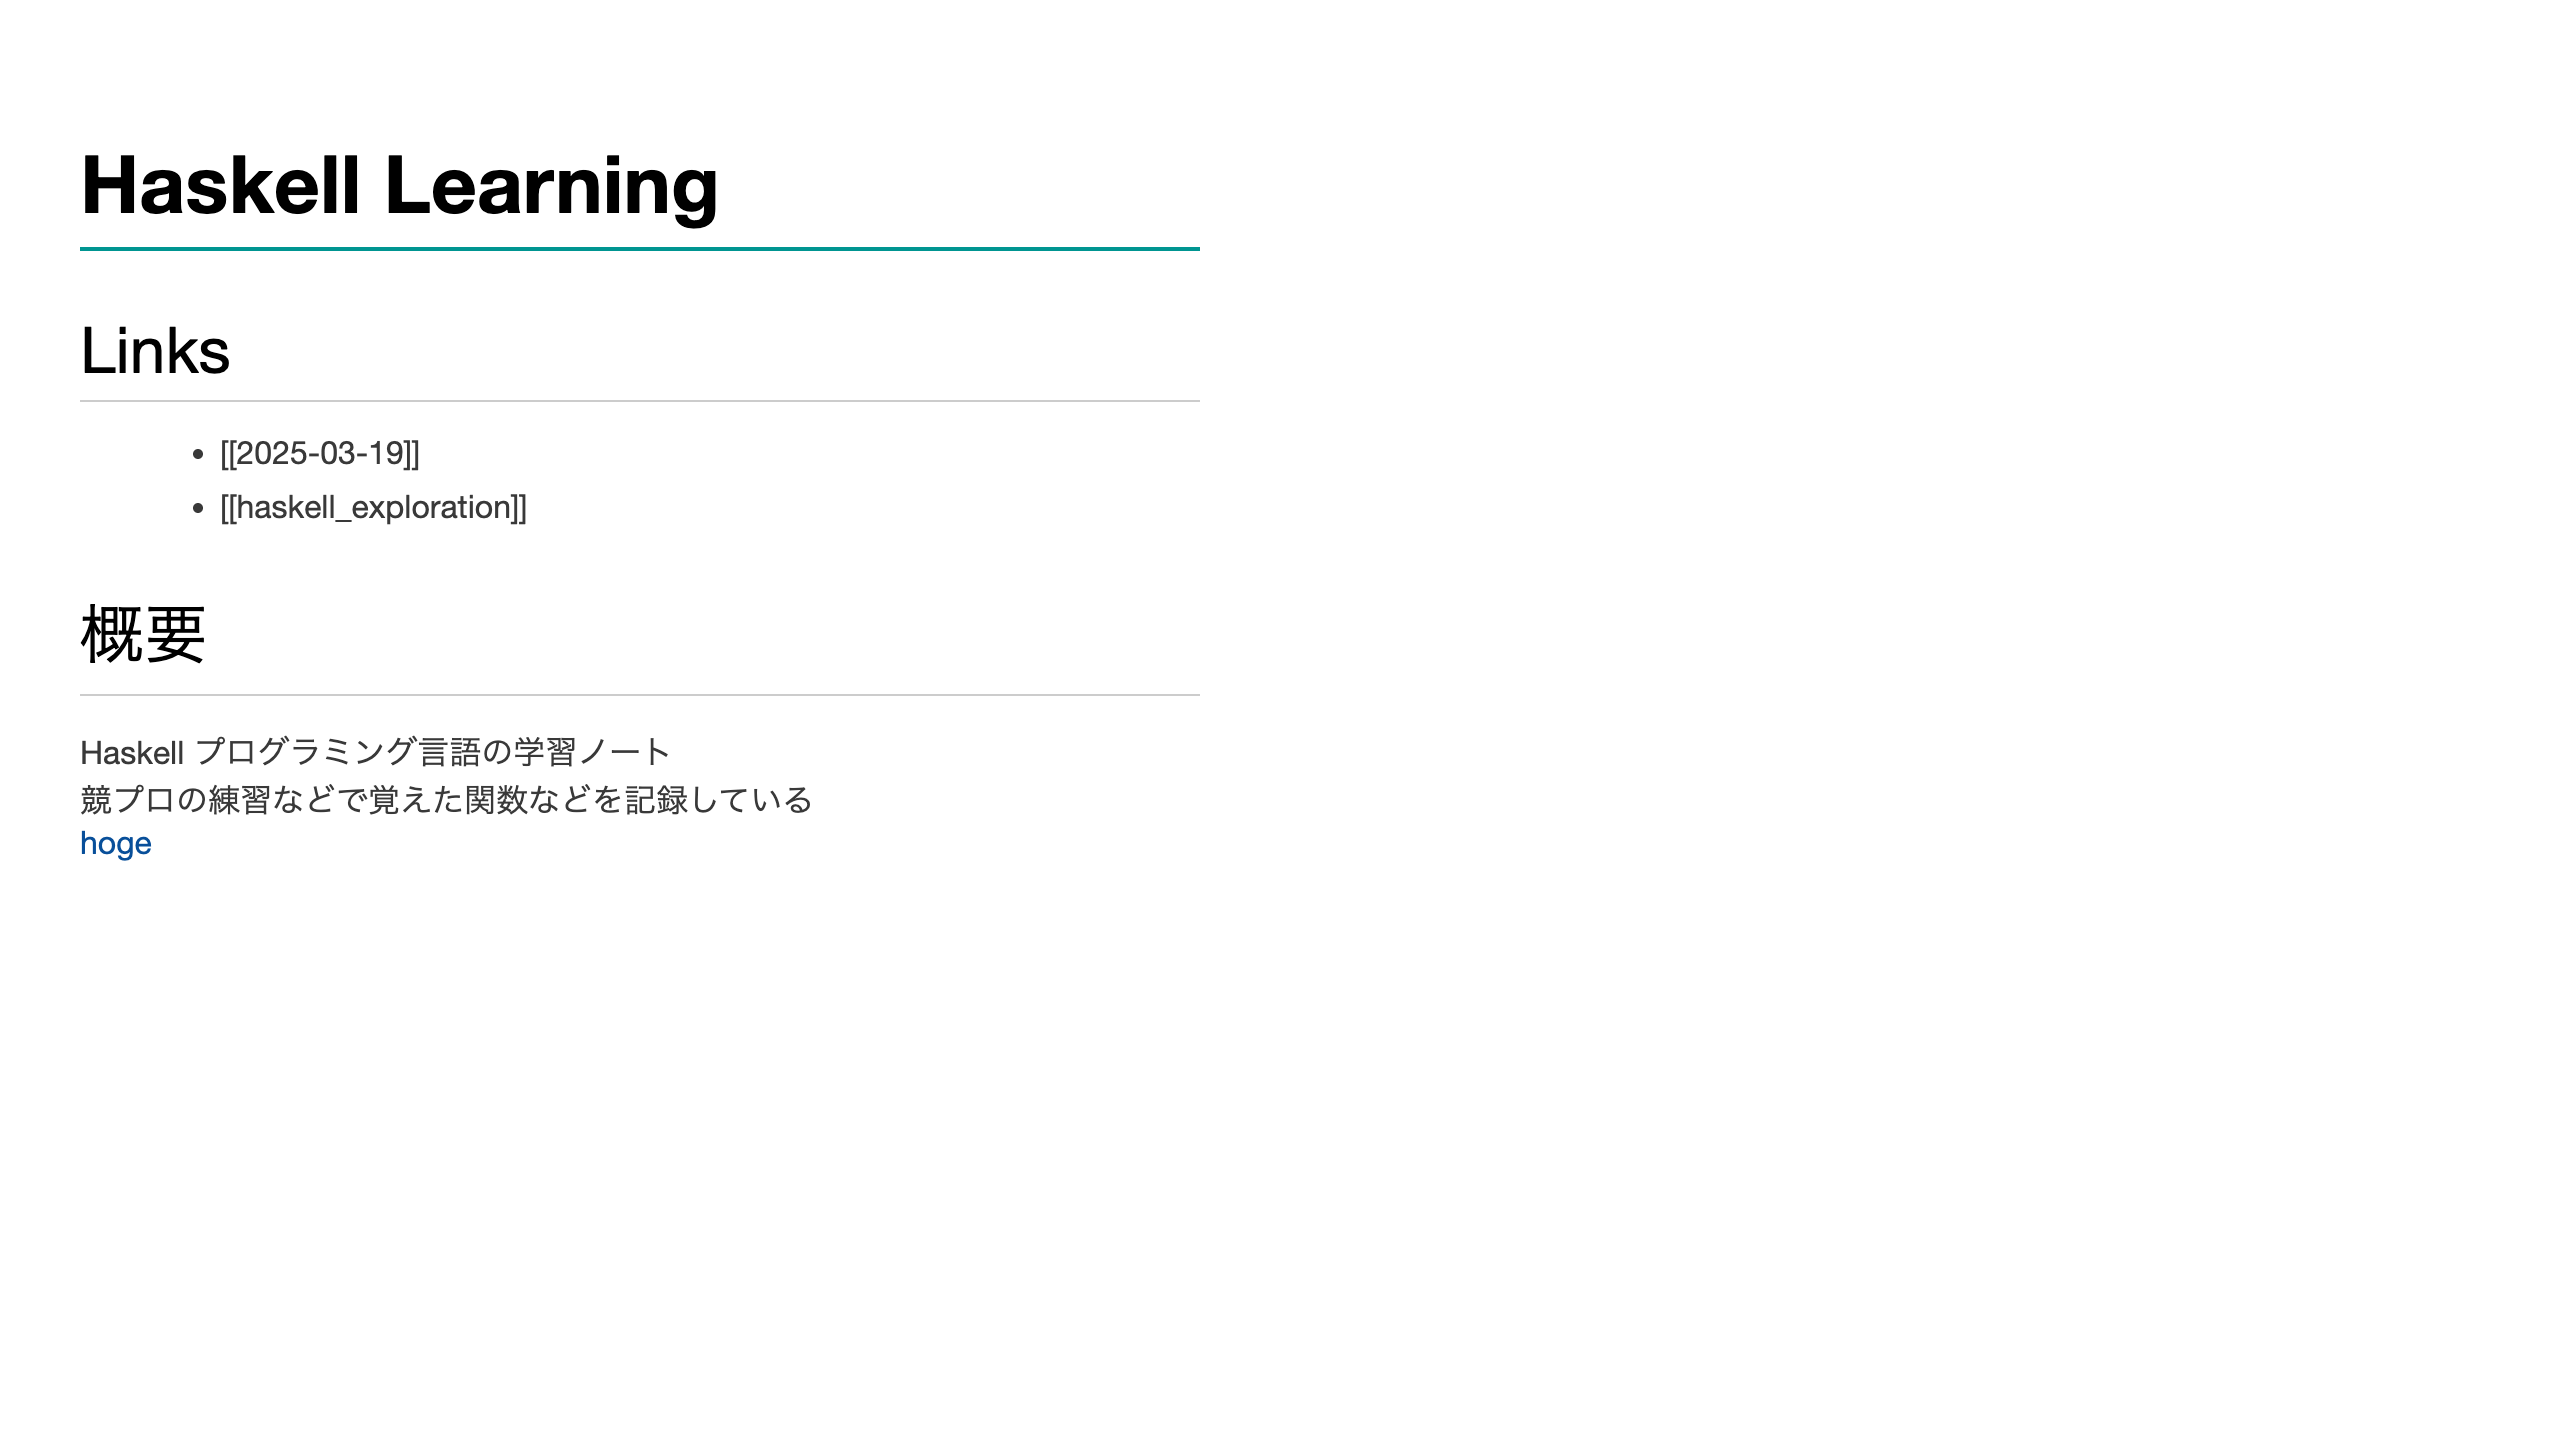 Haskell Learning
Links
[[2025-03-19]]
[[haskell_exploration]]
概要
Haskell プログラミング言語の学習ノート
競プロの練習などで覚えた関数などを記録している
hoge